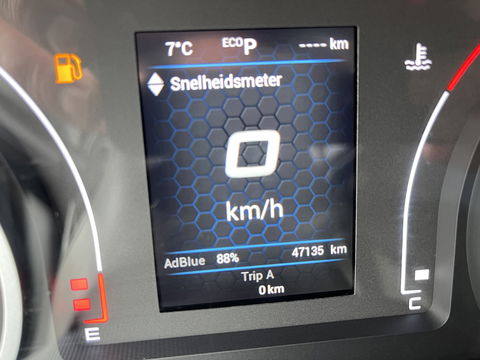 7°C ECO P ---- km
Snelheidsmeter
0
km/h
AdBlue 88% 47135 km
Trip A
0 km
E
C